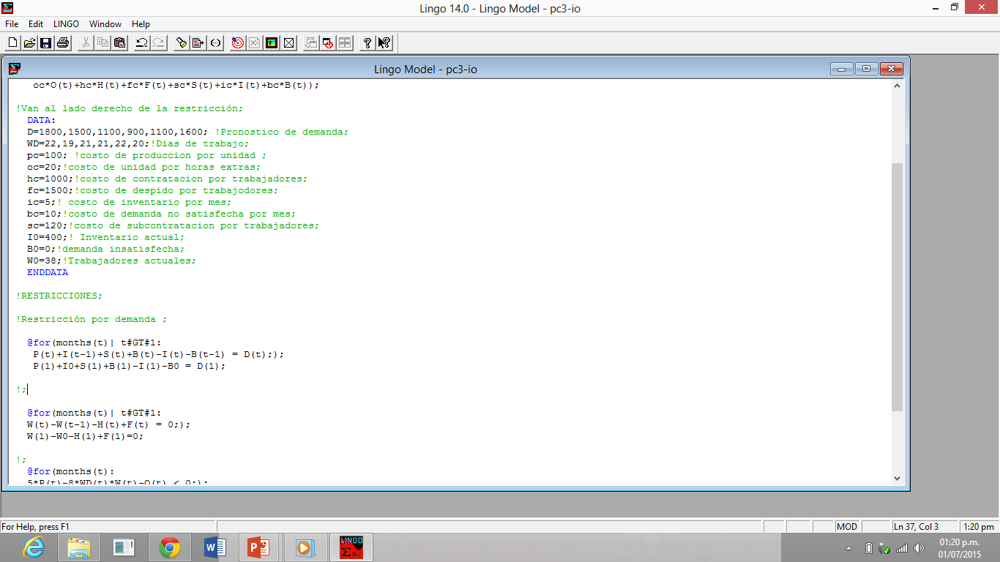 Lingo 14.0 - Lingo Model - pc3-io
File Edit LINGO Window Help
Lingo Model - pc3-io
oc*O(t)+hc*H(t)+fc*F(t)+sc*S(t)+ic*I(t)+bc*B(t));
!Van al lado derecho de la restricción;
DATA:
D=1800,1500,1100,900,1100,1600; !Pronostico de demanda;
WD=22,19,21,21,22,20;!Dias de trabajo;
pc=100; !costo de produccion por unidad ;
oc=20;!costo de unidad por horas extras;
hc=1000;!costo de contratacion por trabajadores;
fc=1500;!costo de despido por trabajodores;
ic=5;! costo de inventario por mes;
bc=10;!costo de demanda no satisfecha por mes;
sc=120;!costo de subcontratacion por trabajadores;
I0=400;! Inventario actual;
B0=0;!demanda insatisfecha;
W0=38;!Trabajadores actuales;
ENDDATA
!RESTRICCIONES;
!Restricción por demanda ;
@for(months(t)| t#GT#1:
P(t)+I(t-1)+S(t)+B(t)-I(t)-B(t-1) = D(t););
P(1)+I0+S(1)+B(1)-I(1)-B0 = D(1);
!;
@for(months(t)| t#GT#1:
W(t)-W(t-1)-H(t)+F(t) = 0;);
W(1)-W0-H(1)+F(1)=0;
!;
@for(months(t):
5*P(t)-8*WD(t)*W(t)-O(t) < 0;);
For Help, press F1
MOD
Ln 37, Col 3
1:20 pm
LINGO
01:20 p.m.
01/07/2015